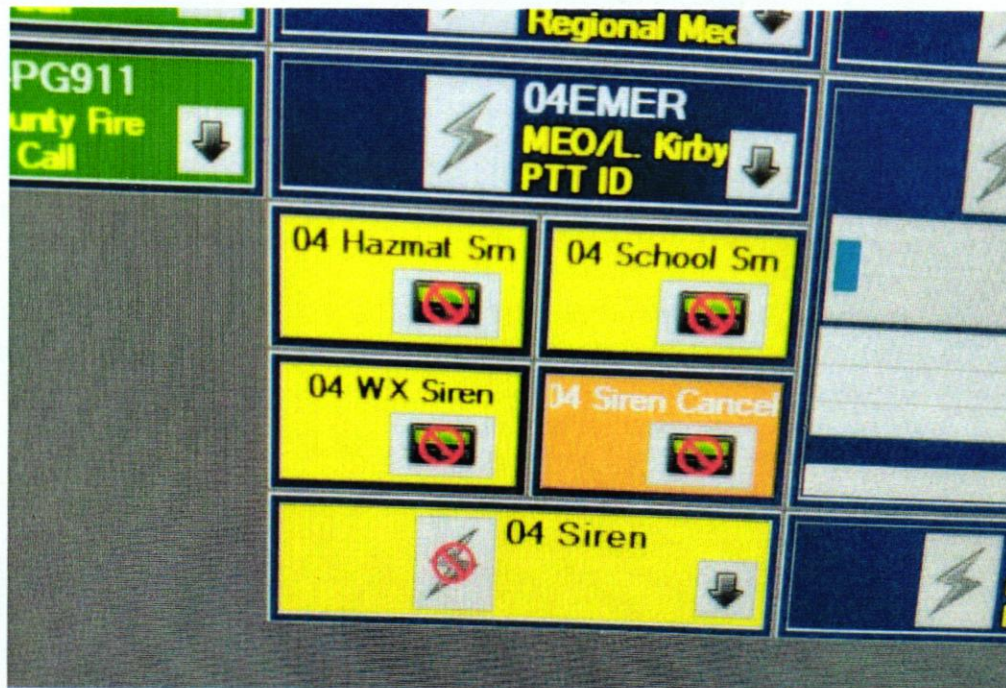 Regional Med
PG911
unty Fire
Call
04EMER
MEO/L. Kirby
PTT ID
04 Hazmat Srn
04 School Srn
04 WX Siren
04 Siren Cancel
04 Siren